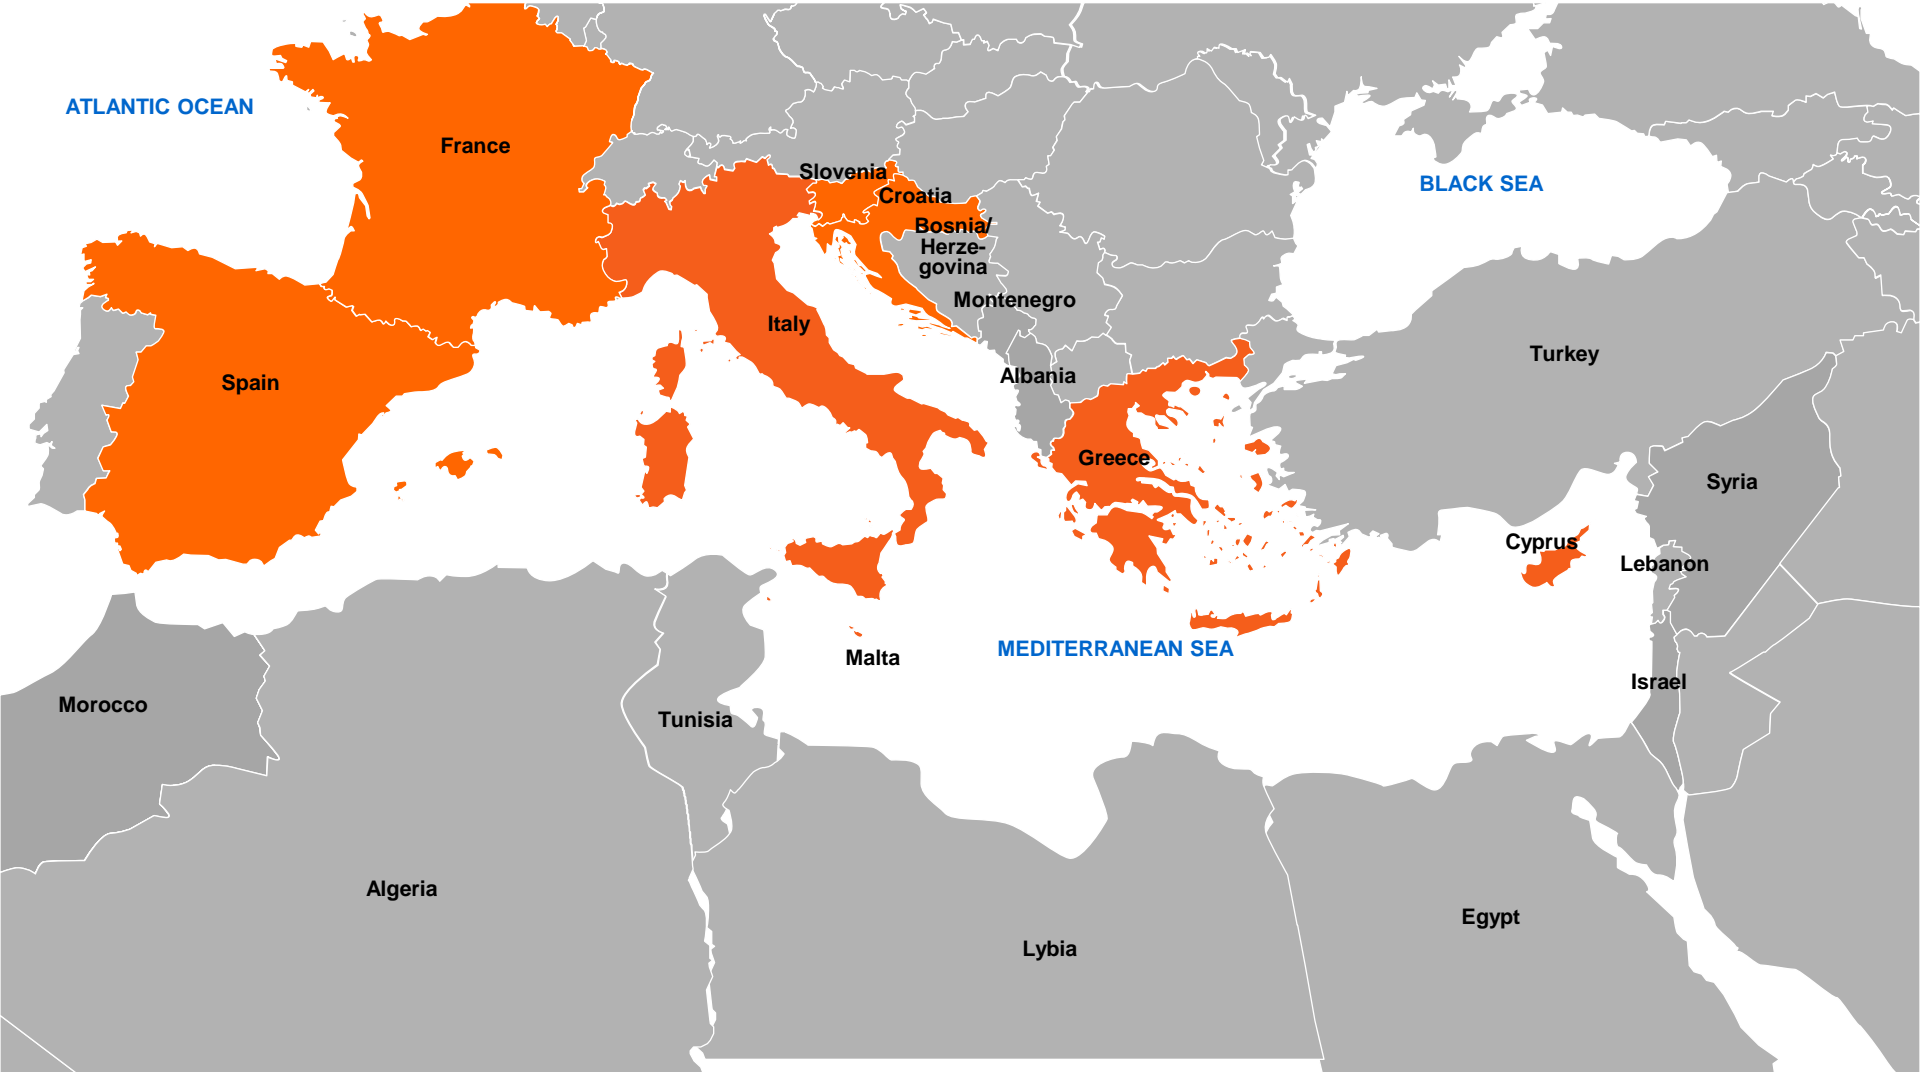 ATLANTIC OCEAN
France
Slovenia
BLACK SEA
Croatia
Bosnia/
Herze-
govina
Montenegro
Italy
Turkey
Albania
Spain
Greece
Syria
Cyprus
Lebanon
MEDITERRANEAN SEA
Malta
Israel
Morocco
Tunisia
Algeria
Egypt
Lybia